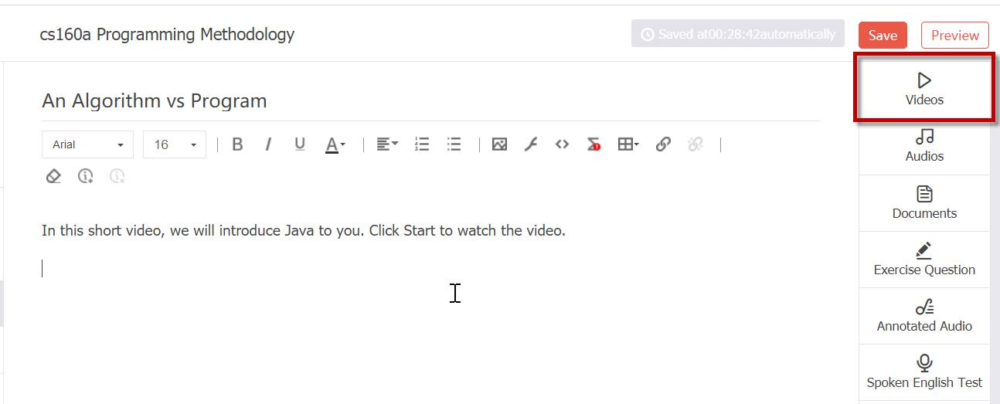 cs160a Programming Methodology
Saved at00:28:42automatically
Save
Preview
An Algorithm vs Program
Arial
16
B I U A
In this short video, we will introduce Java to you. Click Start to watch the video.
Videos
Audios
Documents
Exercise Question
Annotated Audio
Spoken English Test